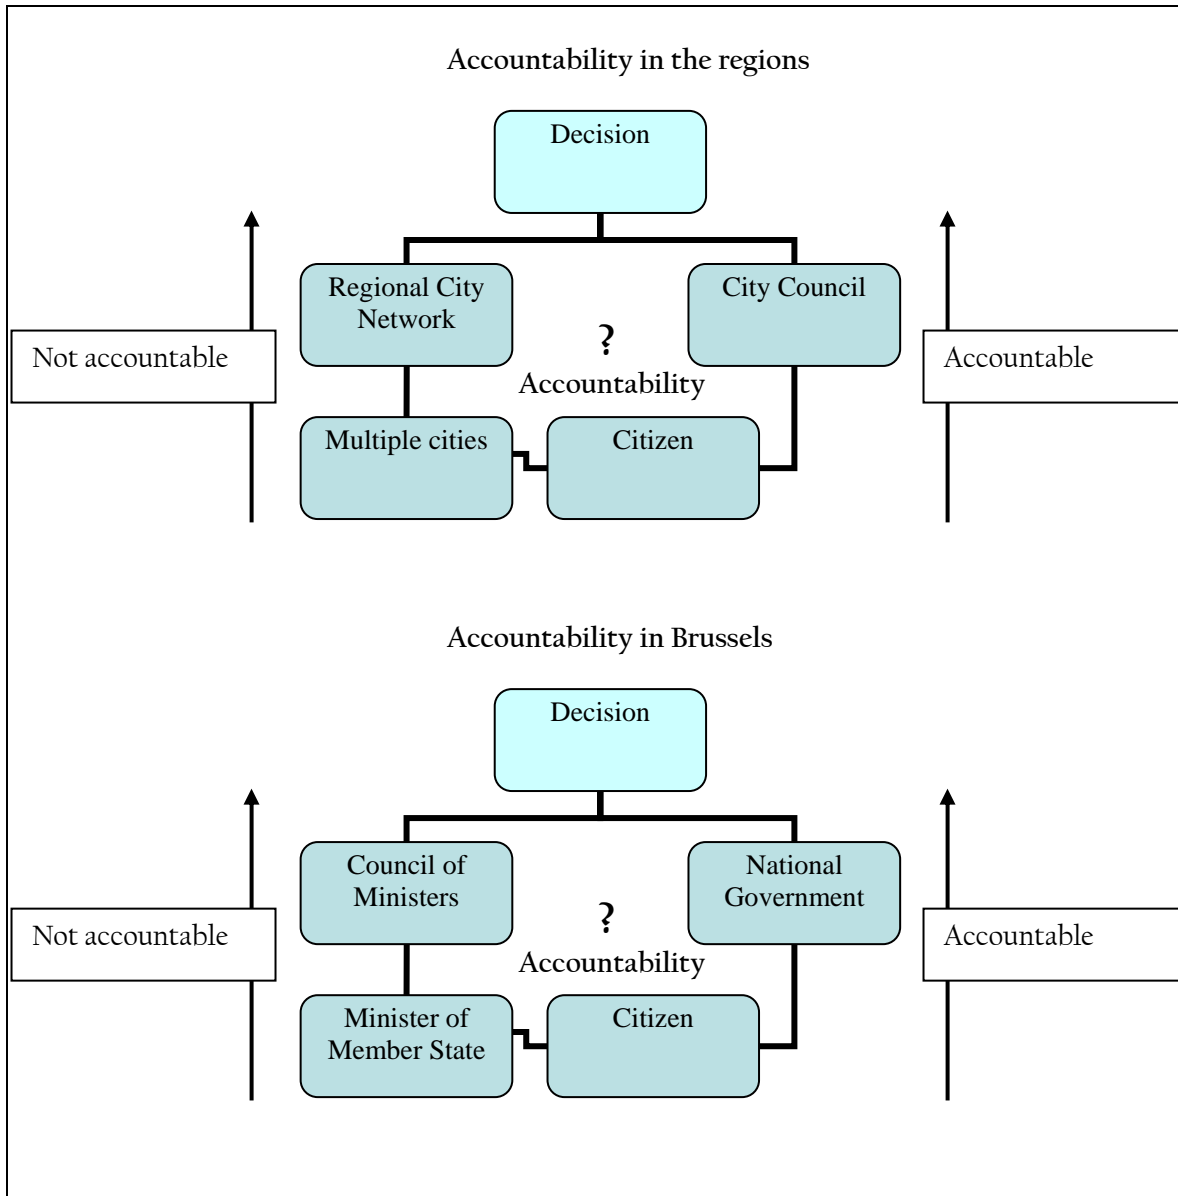 Accountability in the regions
Decision
Regional City
Network
City Council
?
Not accountable
Accountable
Accountability
Multiple cities
Citizen
Accountability in Brussels
Decision
Council of
Ministers
National
Government
?
Not accountable
Accountable
Accountability
Minister of
Member State
Citizen